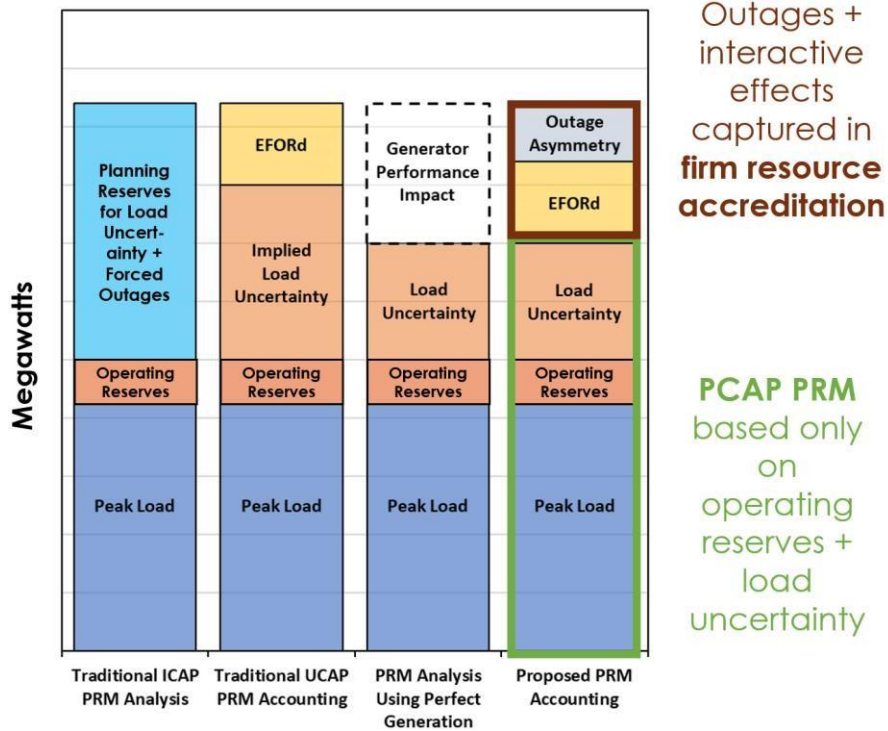 Megawatts
Planning
Reserves
for Load
Uncert-
ainty +
Forced
Outages
Operating
Reserves
Peak Load
Traditional ICAP
PRM Analysis
EFORd
Implied
Load
Uncertainty
Operating
Reserves
Peak Load
Traditional UCAP
PRM Accounting
Generator
Performance
Impact
Load
Uncertainty
Operating
Reserves
Peak Load
PRM Analysis
Using Perfect
Generation
Outage
Asymmetry
EFORd
Load
Uncertainty
Operating
Reserves
Peak Load
Proposed PRM
Accounting
Outages +
interactive
effects
captured in
firm resource
accreditation
PCAP PRM
based only
on
operating
reserves +
load
uncertainty